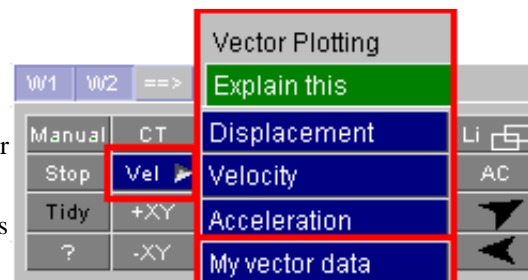 Vector Plotting
W1 W2 ==> Explain this
Manual CT Displacement Li
Stop Vel Velocity AC
Tidy +XY Acceleration
? -XY My vector data